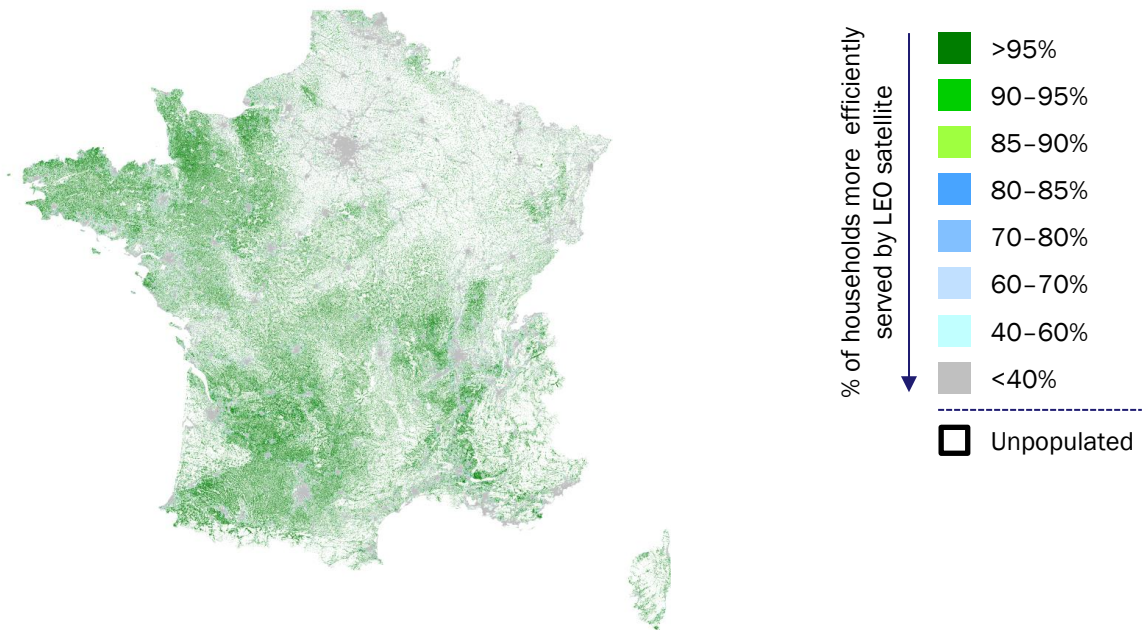 % of households more efficiently
served by LEO satellite
>95%
90–95%
85–90%
80–85%
70–80%
60–70%
40–60%
<40%
Unpopulated